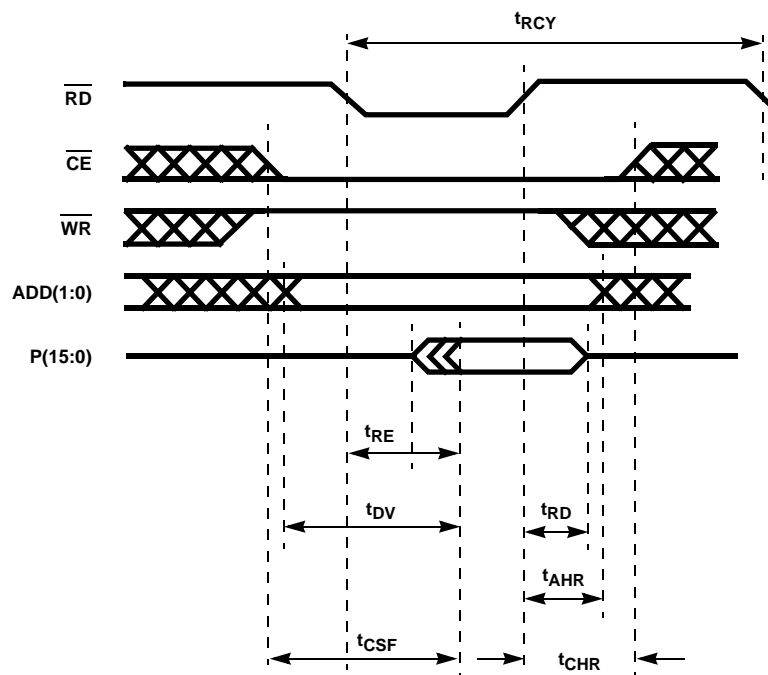 tRCY
RD
CE
WR
ADD(1:0)
P(15:0)
tRE
tDV
tRD
tAHR
tCSF
tCHR